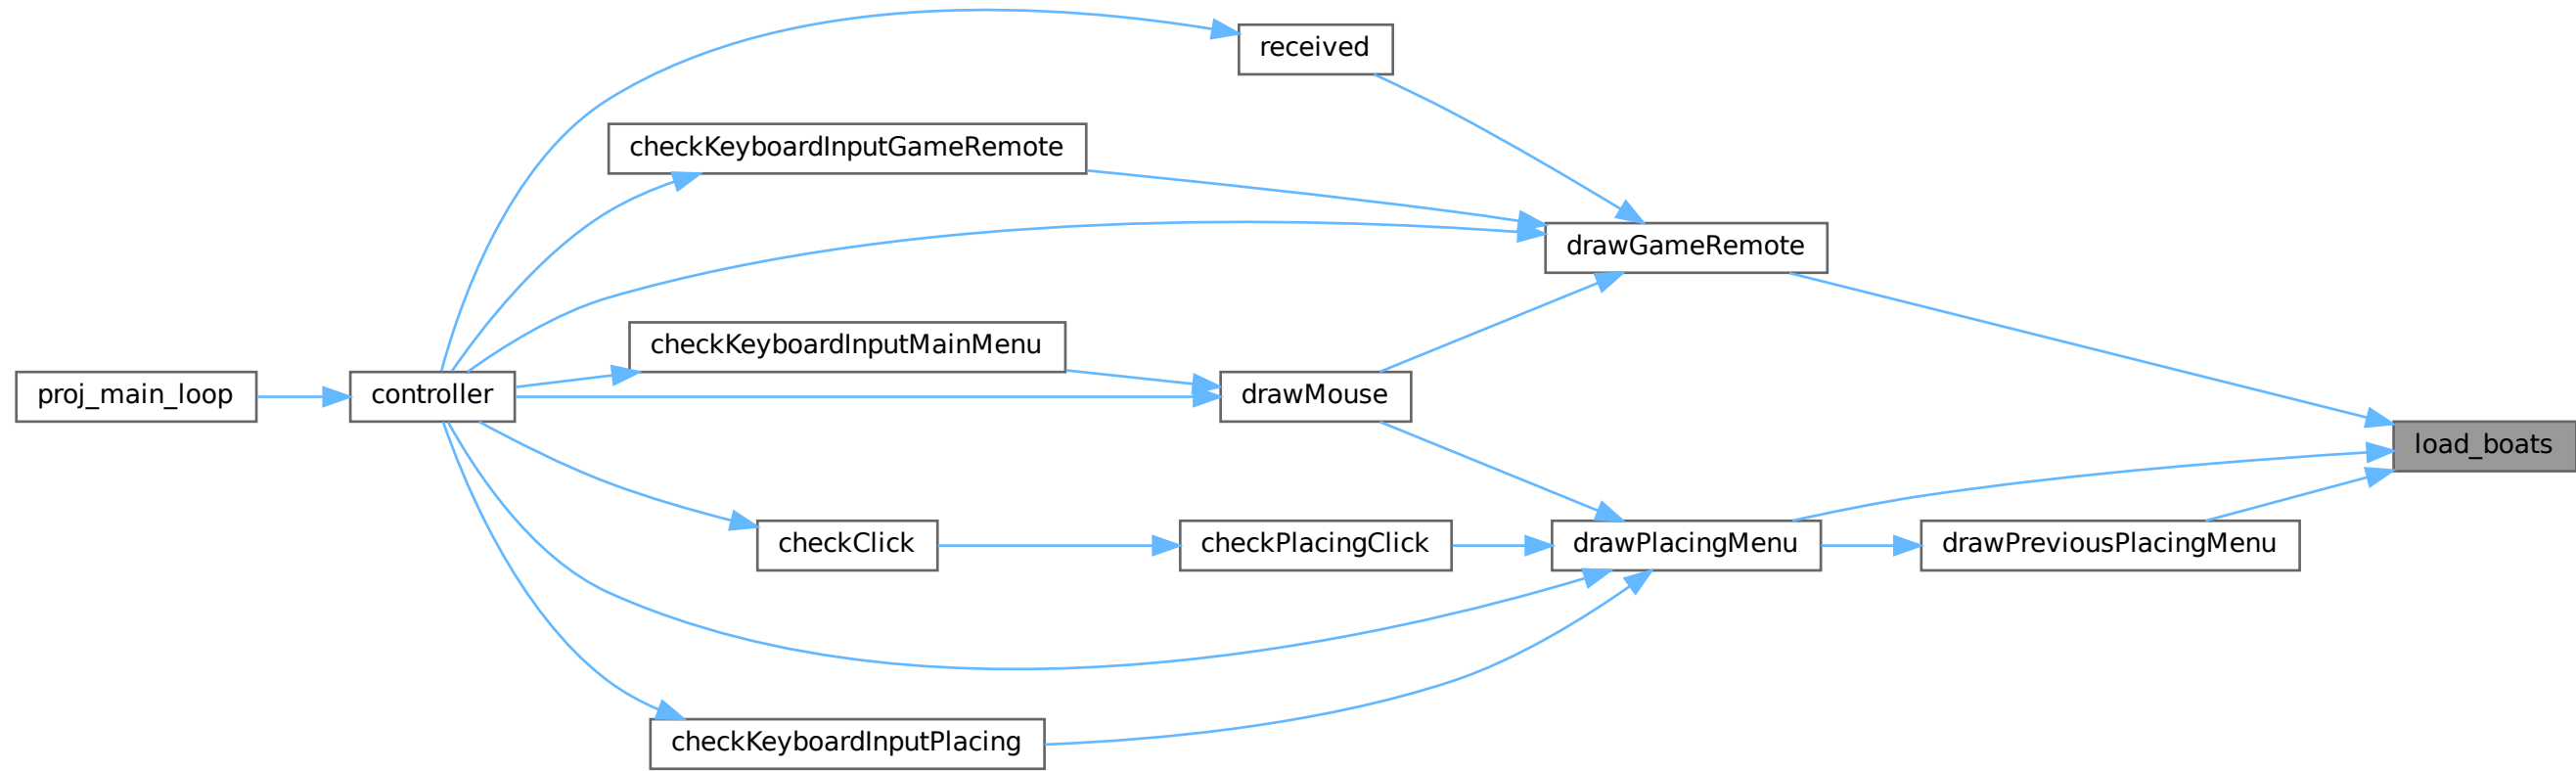 received
checkKeyboardInputGameRemote
drawGameRemote
checkKeyboardInputMainMenu
proj_main_loop
controller
drawMouse
load_boats
checkClick
checkPlacingClick
drawPlacingMenu
drawPreviousPlacingMenu
checkKeyboardInputPlacing